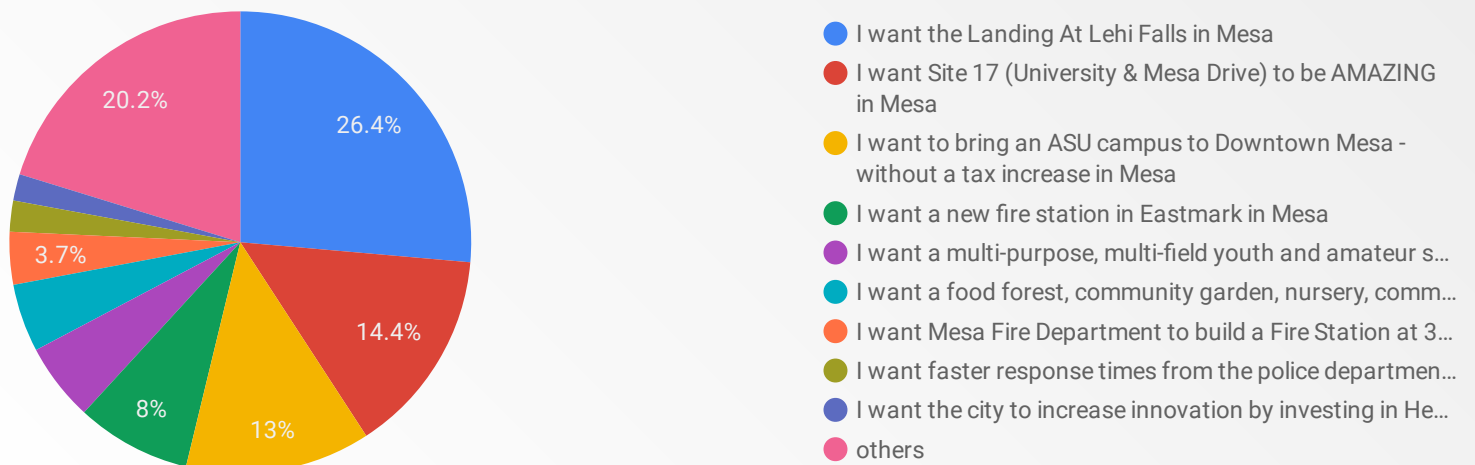 20.2%
26.4%
3.7%
14.4%
8%
13%
I want the Landing At Lehi Falls in Mesa
I want Site 17 (University & Mesa Drive) to be AMAZING
in Mesa
I want to bring an ASU campus to Downtown Mesa -
without a tax increase in Mesa
I want a new fire station in Eastmark in Mesa
I want a multi-purpose, multi-field youth and amateur s...
I want a food forest, community garden, nursery, comm...
I want Mesa Fire Department to build a Fire Station at 3...
I want faster response times from the police departmen...
I want the city to increase innovation by investing in He...
others